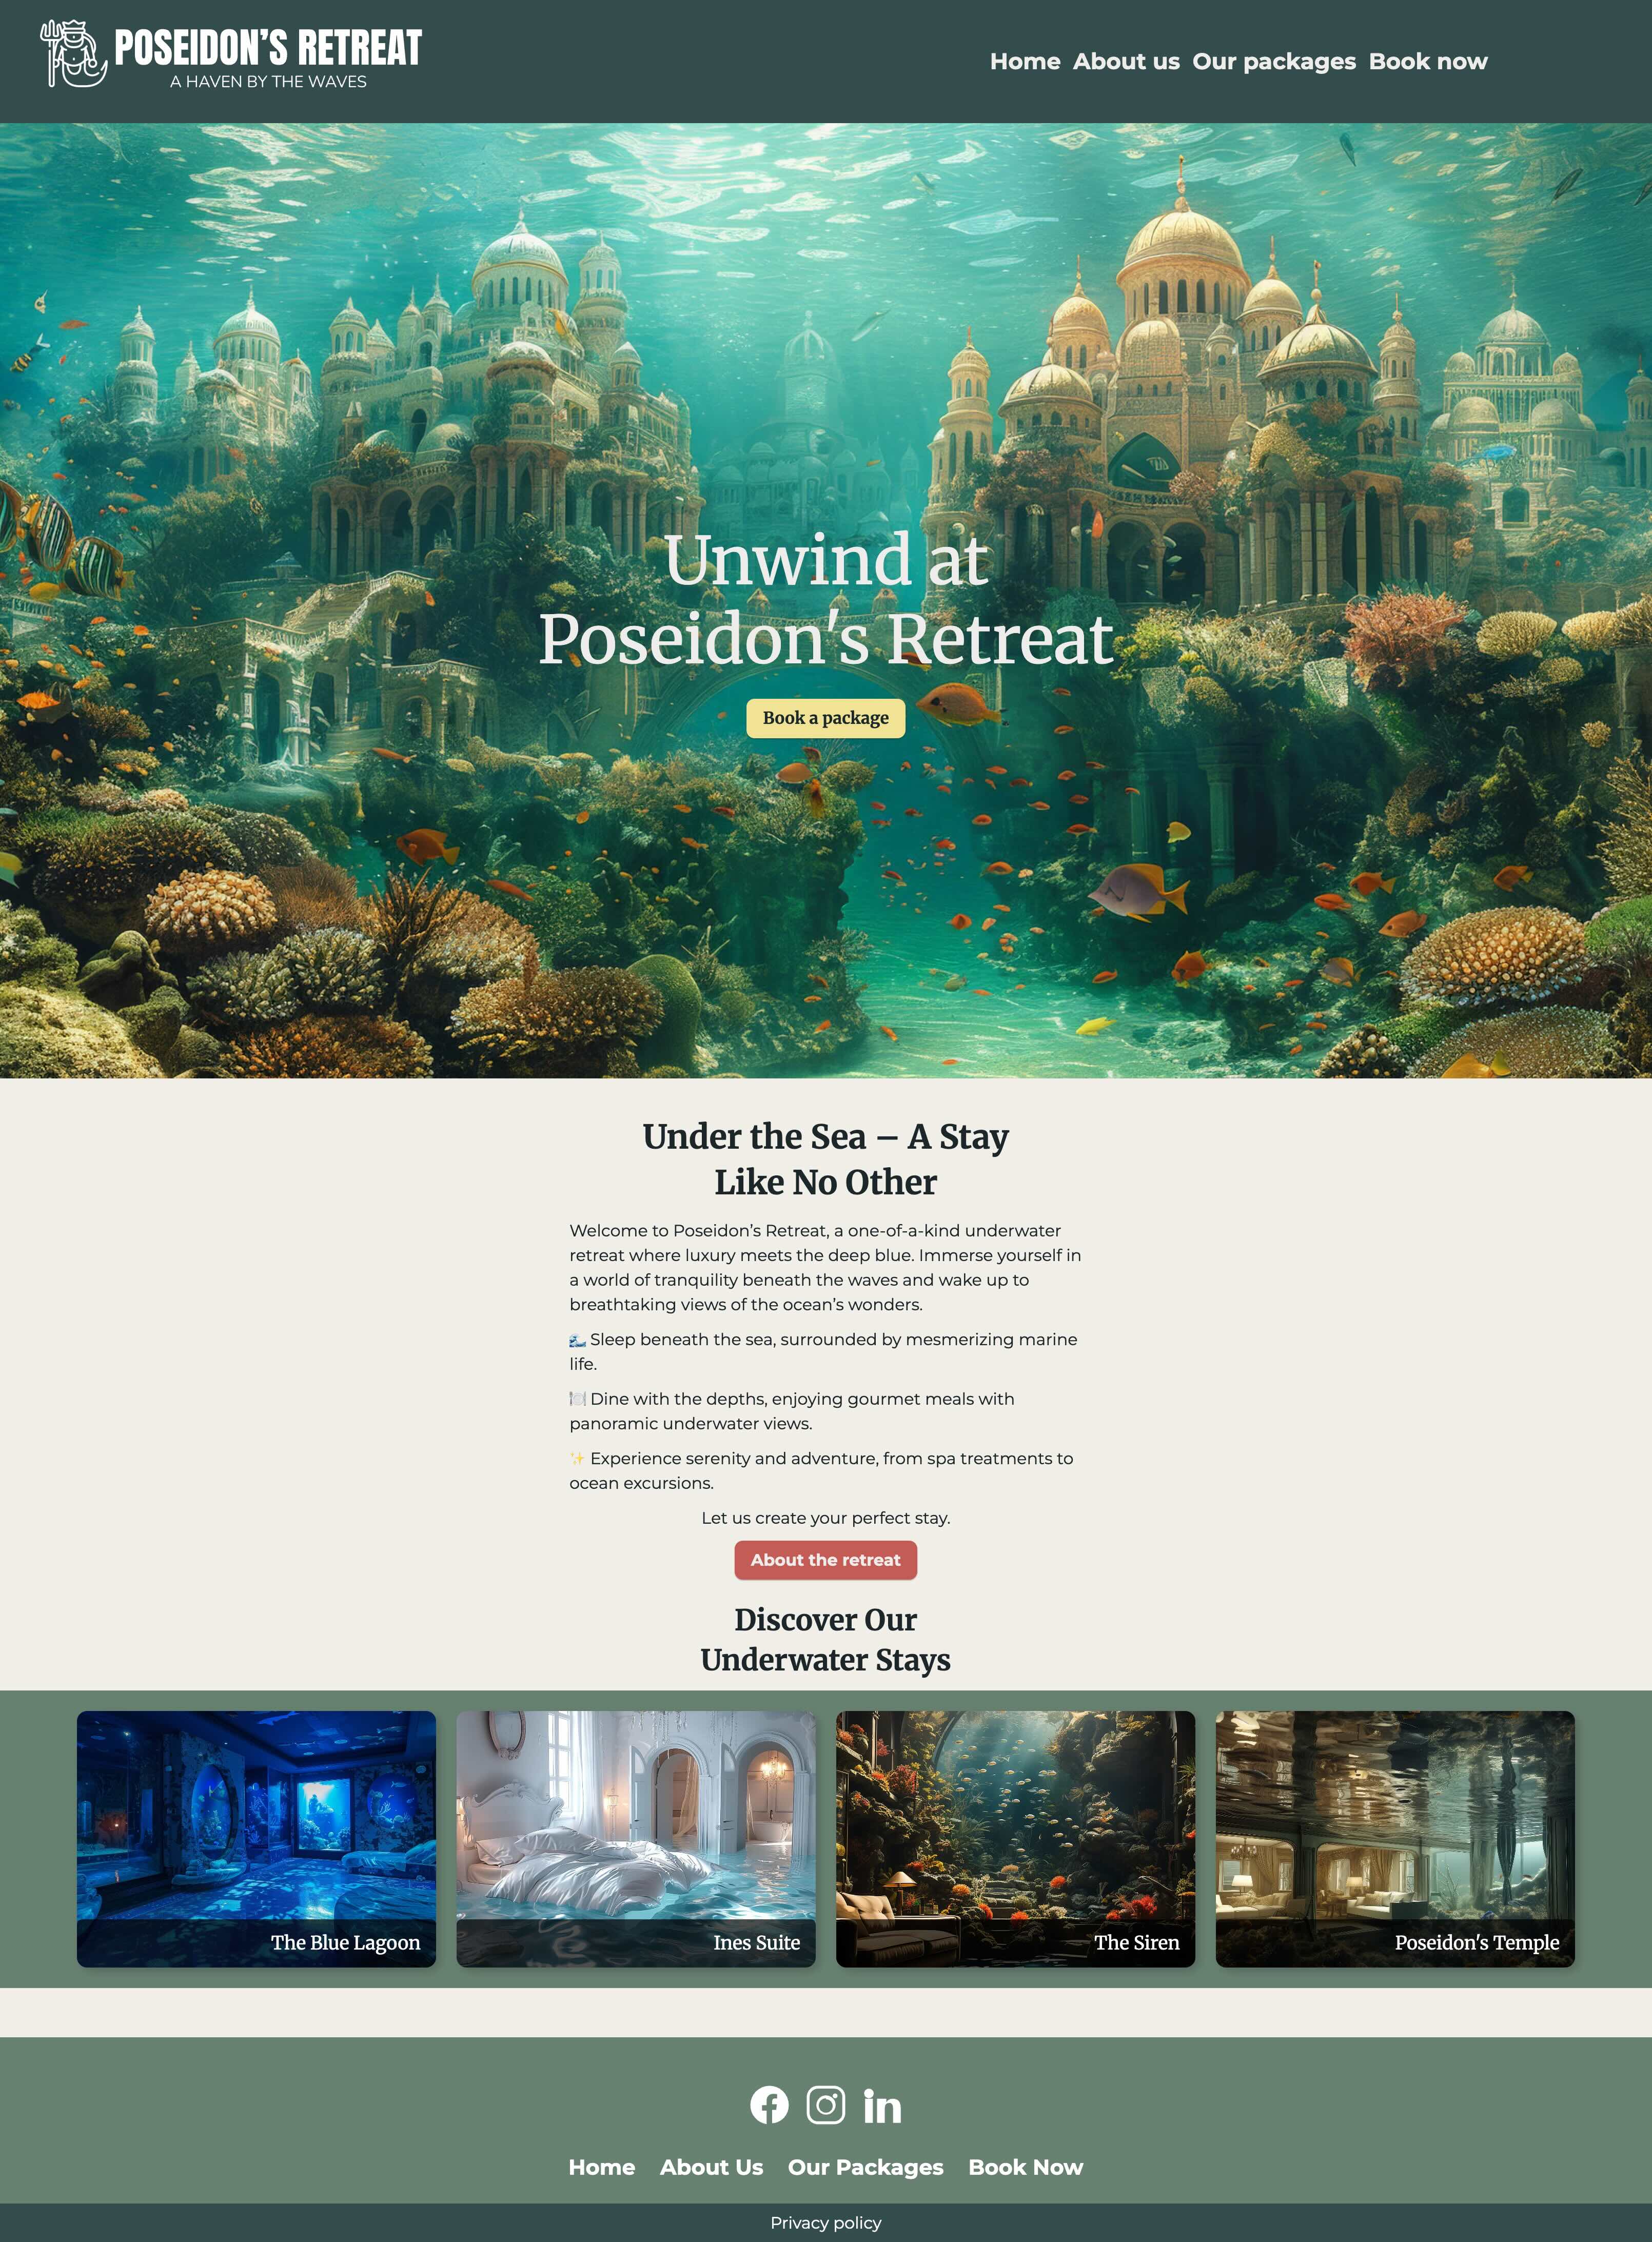 POSEIDON’S RETREAT
A HAVEN BY THE WAVES
Home About us Our packages Book now
Unwind at
Poseidon's Retreat
Book a package
Under the Sea – A Stay
Like No Other
Welcome to Poseidon’s Retreat, a one-of-a-kind underwater
retreat where luxury meets the deep blue. Immerse yourself in
a world of tranquility beneath the waves and wake up to
breathtaking views of the ocean’s wonders.
🌊 Sleep beneath the sea, surrounded by mesmerizing marine
life.
🍽️ Dine with the depths, enjoying gourmet meals with
panoramic underwater views.
✨ Experience serenity and adventure, from spa treatments to
ocean excursions.
Let us create your perfect stay.
About the retreat
Discover Our
Underwater Stays
The Blue Lagoon
Ines Suite
The Siren
Poseidon's Temple
Home About Us Our Packages Book Now
Privacy policy